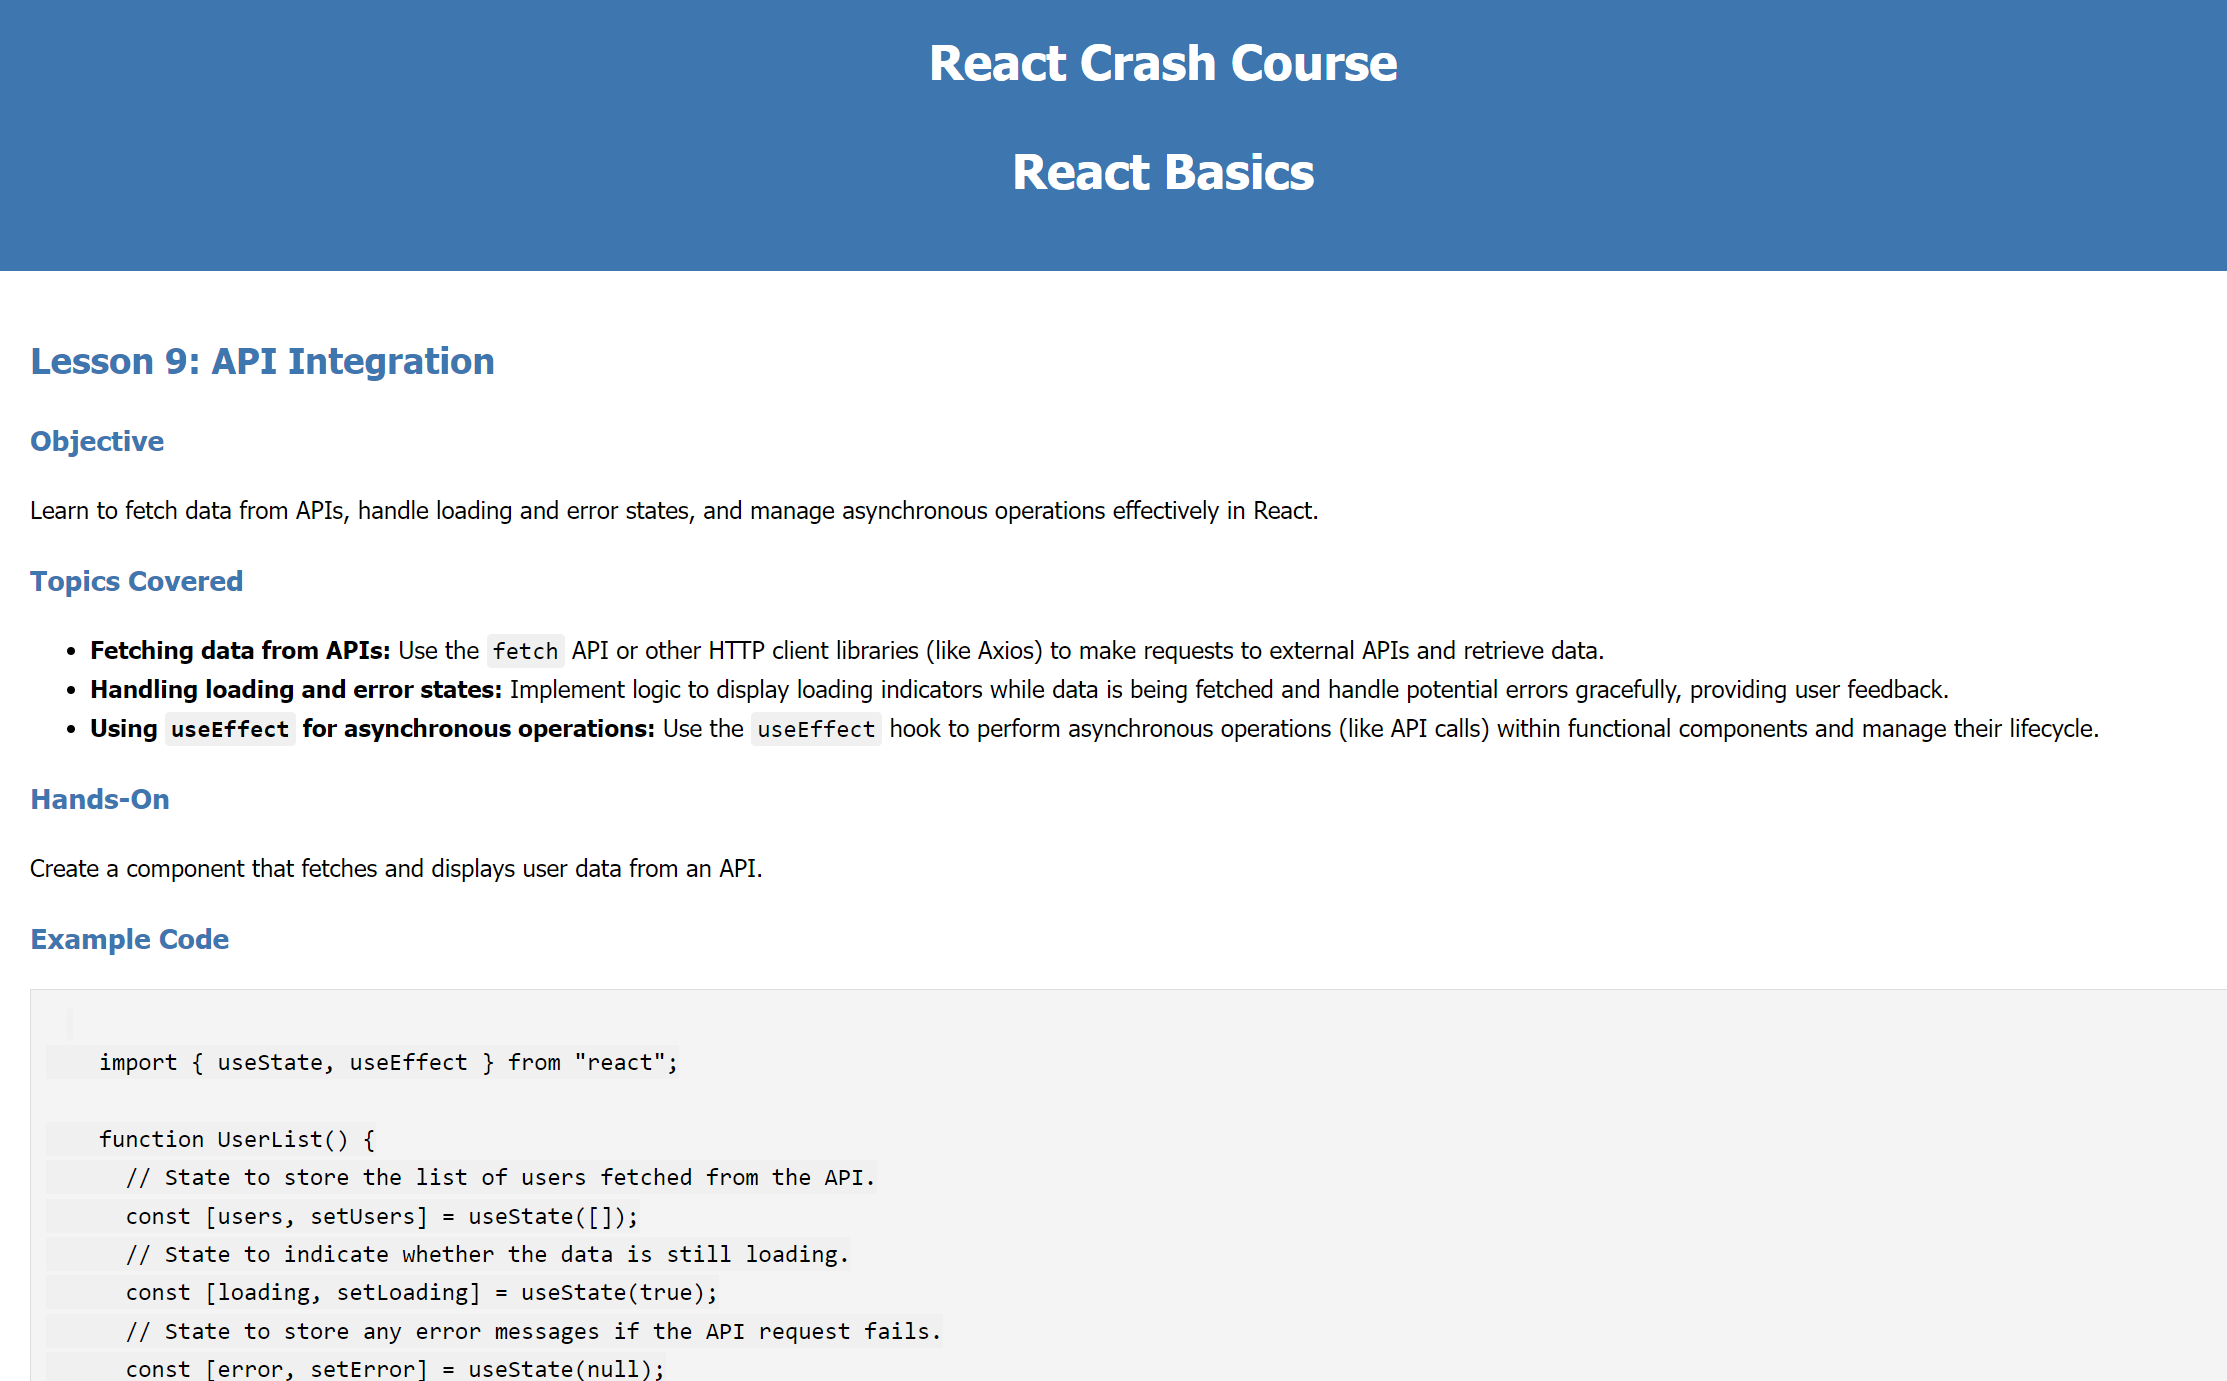 React Crash Course
React Basics
Lesson 9: API Integration
Objective
Learn to fetch data from APIs, handle loading and error states, and manage asynchronous operations effectively in React.
Topics Covered
• Fetching data from APIs: Use the fetch API or other HTTP client libraries (like Axios) to make requests to external APIs and retrieve data.
• Handling loading and error states: Implement logic to display loading indicators while data is being fetched and handle potential errors gracefully, providing user feedback.
• Using useEffect for asynchronous operations: Use the useEffect hook to perform asynchronous operations (like API calls) within functional components and manage their lifecycle.
Hands-On
Create a component that fetches and displays user data from an API.
Example Code
import { useState, useEffect } from "react";
function UserList() {
  // State to store the list of users fetched from the API.
  const [users, setUsers] = useState([]);
  // State to indicate whether the data is still loading.
  const [loading, setLoading] = useState(true);
  // State to store any error messages if the API request fails.
  const [error, setError] = useState(null);